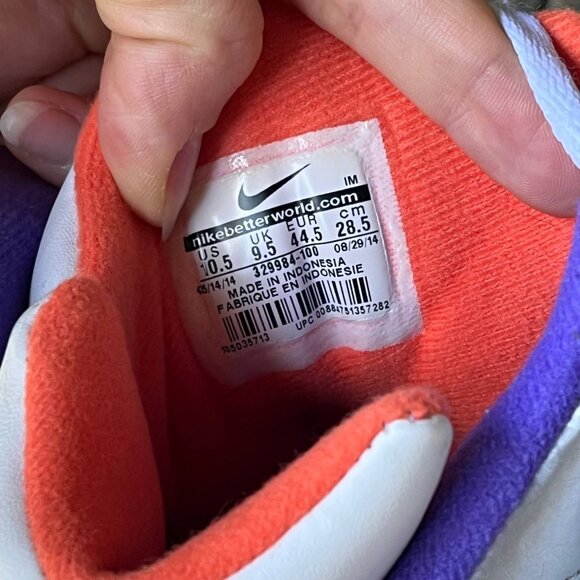 IM
nikebetterworld.com
US UK EUR cm
10.5 9.5 44.5 28.5
329984-100 08/29/14
MADE IN INDONESIA
FABRIQUE EN INDONESIE
105035713 UPC 00884751357282